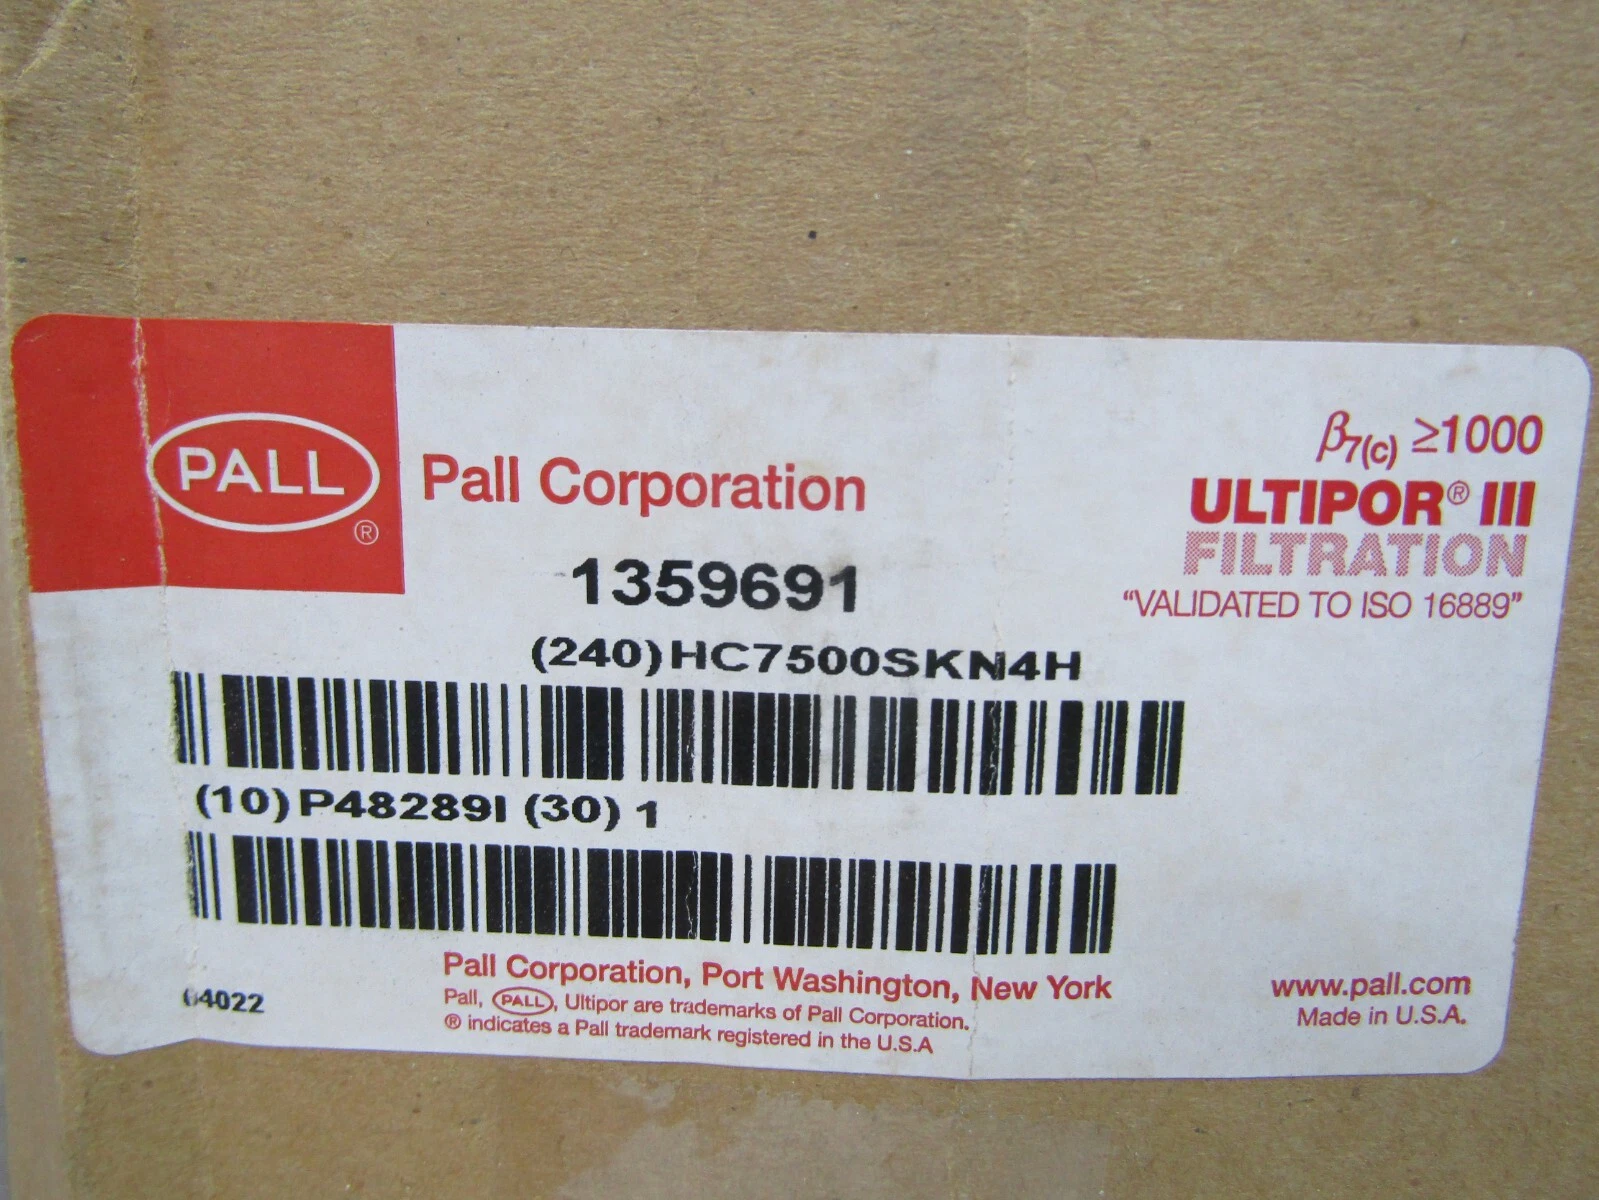 PALL ®
Pall Corporation
β7(c) ≥1000
ULTIPOR® III
FILTRATION
"VALIDATED TO ISO 16889"
1359691
(240)HC7500SKN4H
(10)P48289I (30) 1
Pall Corporation, Port Washington, New York
Pall, PALL, Ultipor are trademarks of Pall Corporation.
® indicates a Pall trademark registered in the U.S.A
04022
www.pall.com
Made in U.S.A.